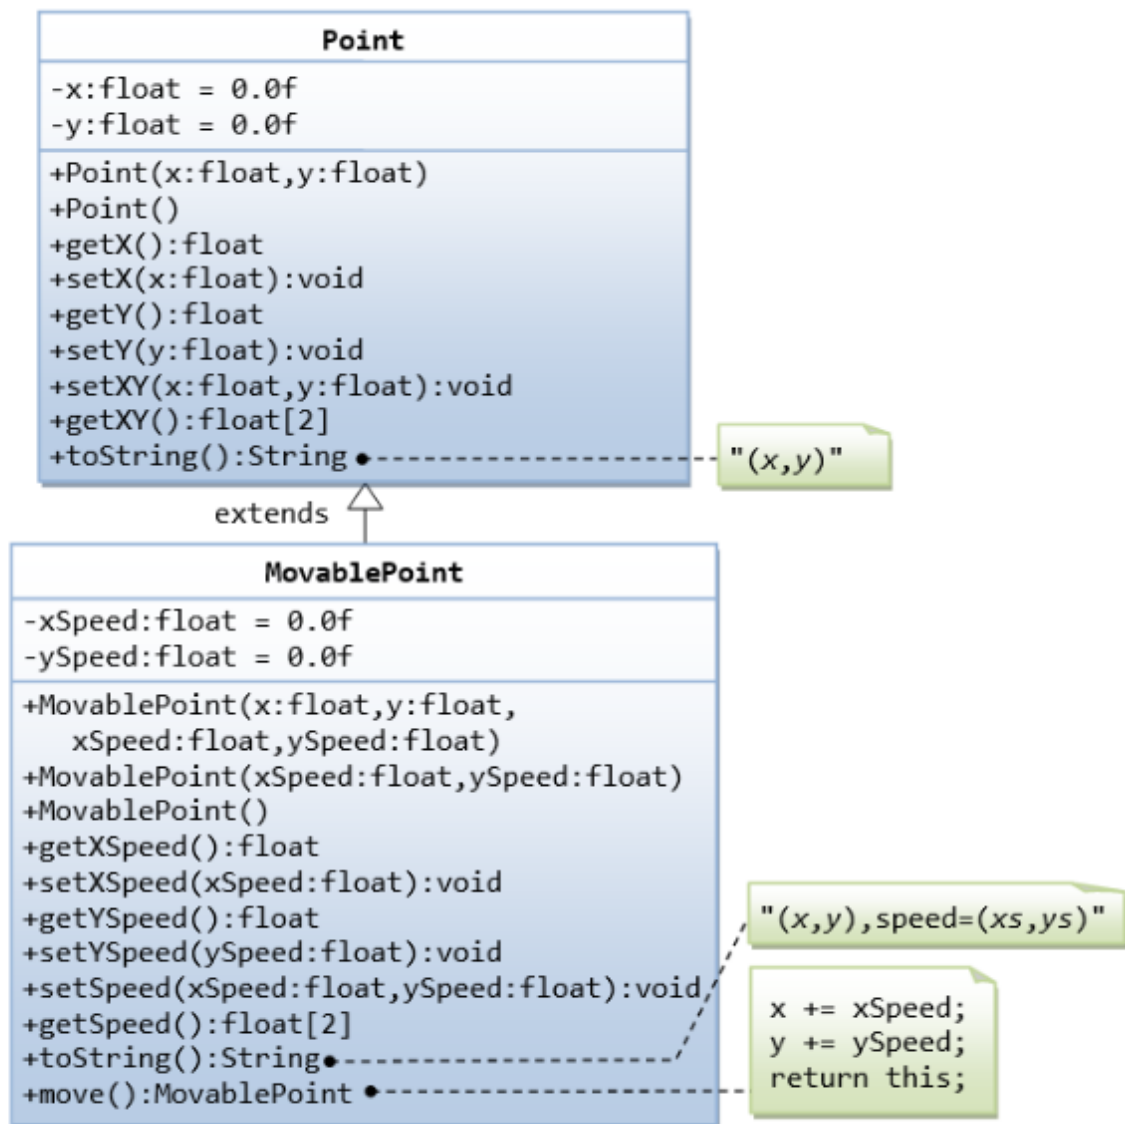 Point
-x:float = 0.0f
-y:float = 0.0f
+Point(x:float,y:float)
+Point()
+getX():float
+setX(x:float):void
+getY():float
+setY(y:float):void
+setXY(x:float,y:float):void
+getXY():float[2]
+toString():String
"(x,y)"
extends
MovablePoint
-xSpeed:float = 0.0f
-ySpeed:float = 0.0f
+MovablePoint(x:float,y:float,
xSpeed:float,ySpeed:float)
+MovablePoint(xSpeed:float,ySpeed:float)
+MovablePoint()
+getXSpeed():float
+setXSpeed(xSpeed:float):void
+getYSpeed():float
+setYSpeed(ySpeed:float):void
+setSpeed(xSpeed:float,ySpeed:float):void
+getSpeed():float[2]
+toString():String
+move():MovablePoint
"(x,y),speed=(xs,ys)"
x += xSpeed;
y += ySpeed;
return this;